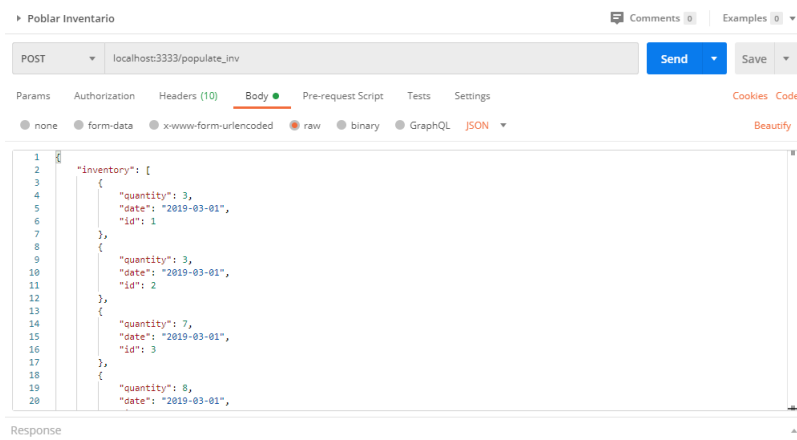 Poblar Inventario Comments 0 Examples 0
POST localhost:3333/populate_inv Send Save
Params Authorization Headers (10) Body Pre-request Script Tests Settings Cookies Code
none form-data x-www-form-urlencoded raw binary GraphQL JSON Beautify
1 {
2 "inventory": [
3 {
4 "quantity": 3,
5 "date": "2019-03-01",
6 "id": 1
7 },
8 {
9 "quantity": 3,
10 "date": "2019-03-01",
11 "id": 2
12 },
13 {
14 "quantity": 7,
15 "date": "2019-03-01",
16 "id": 3
17 },
18 {
19 "quantity": 8,
20 "date": "2019-03-01",
Response